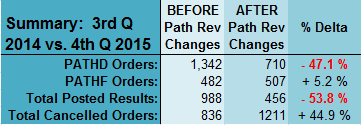 Summary: 3rd Q
2014 vs. 4th Q 2015
BEFORE
Path Rev
Changes
AFTER
Path Rev
Changes
% Delta
PATHD Orders: 1,342 710 - 47.1 %
PATHF Orders: 482 507 + 5.2 %
Total Posted Results: 988 456 - 53.8 %
Total Cancelled Orders: 836 1211 + 44.9 %